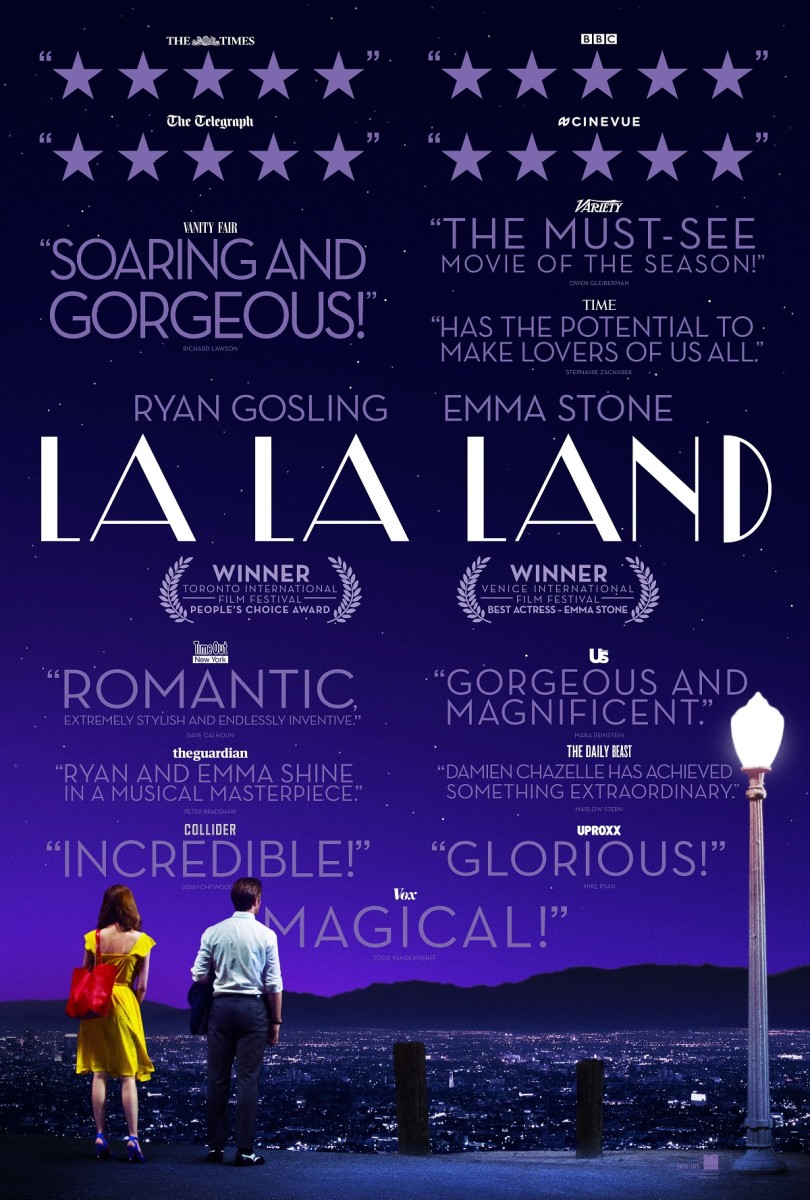 THE TIMES
“★★★★★”
BBC
“★★★★★”
The Telegraph
“★★★★★”
CINEVUE
“★★★★★”
VANITY FAIR
“SOARING AND
GORGEOUS!”
RICHARD LAWSON
VARIETY
“THE MUST-SEE
MOVIE OF THE SEASON!”
OWEN GLEIBERMAN
TIME
“HAS THE POTENTIAL TO
MAKE LOVERS OF US ALL.”
STEPHANIE ZACHAREK
RYAN GOSLING EMMA STONE
LA LA LAND
WINNER
TORONTO INTERNATIONAL
FILM FESTIVAL
PEOPLE'S CHOICE AWARD
WINNER
VENICE INTERNATIONAL
FILM FESTIVAL
BEST ACTRESS – EMMA STONE
Time Out
New York
“ROMANTIC,
EXTREMELY STYLISH AND ENDLESSLY INVENTIVE.”
DAVE CALHOUN
Us
“GORGEOUS AND
MAGNIFICENT.”
MARA REINSTEIN
theguardian
“RYAN AND EMMA SHINE
IN A MUSICAL MASTERPIECE.”
PETER BRADSHAW
THE DAILY BEAST
“DAMIEN CHAZELLE HAS ACHIEVED
SOMETHING EXTRAORDINARY.”
MARLOW STERN
COLLIDER
“INCREDIBLE!”
ADAM CHITWOOD
UPROXX
“GLORIOUS!”
MIKE RYAN
Vox
MAGICAL!”
TODD VANDERWERFF